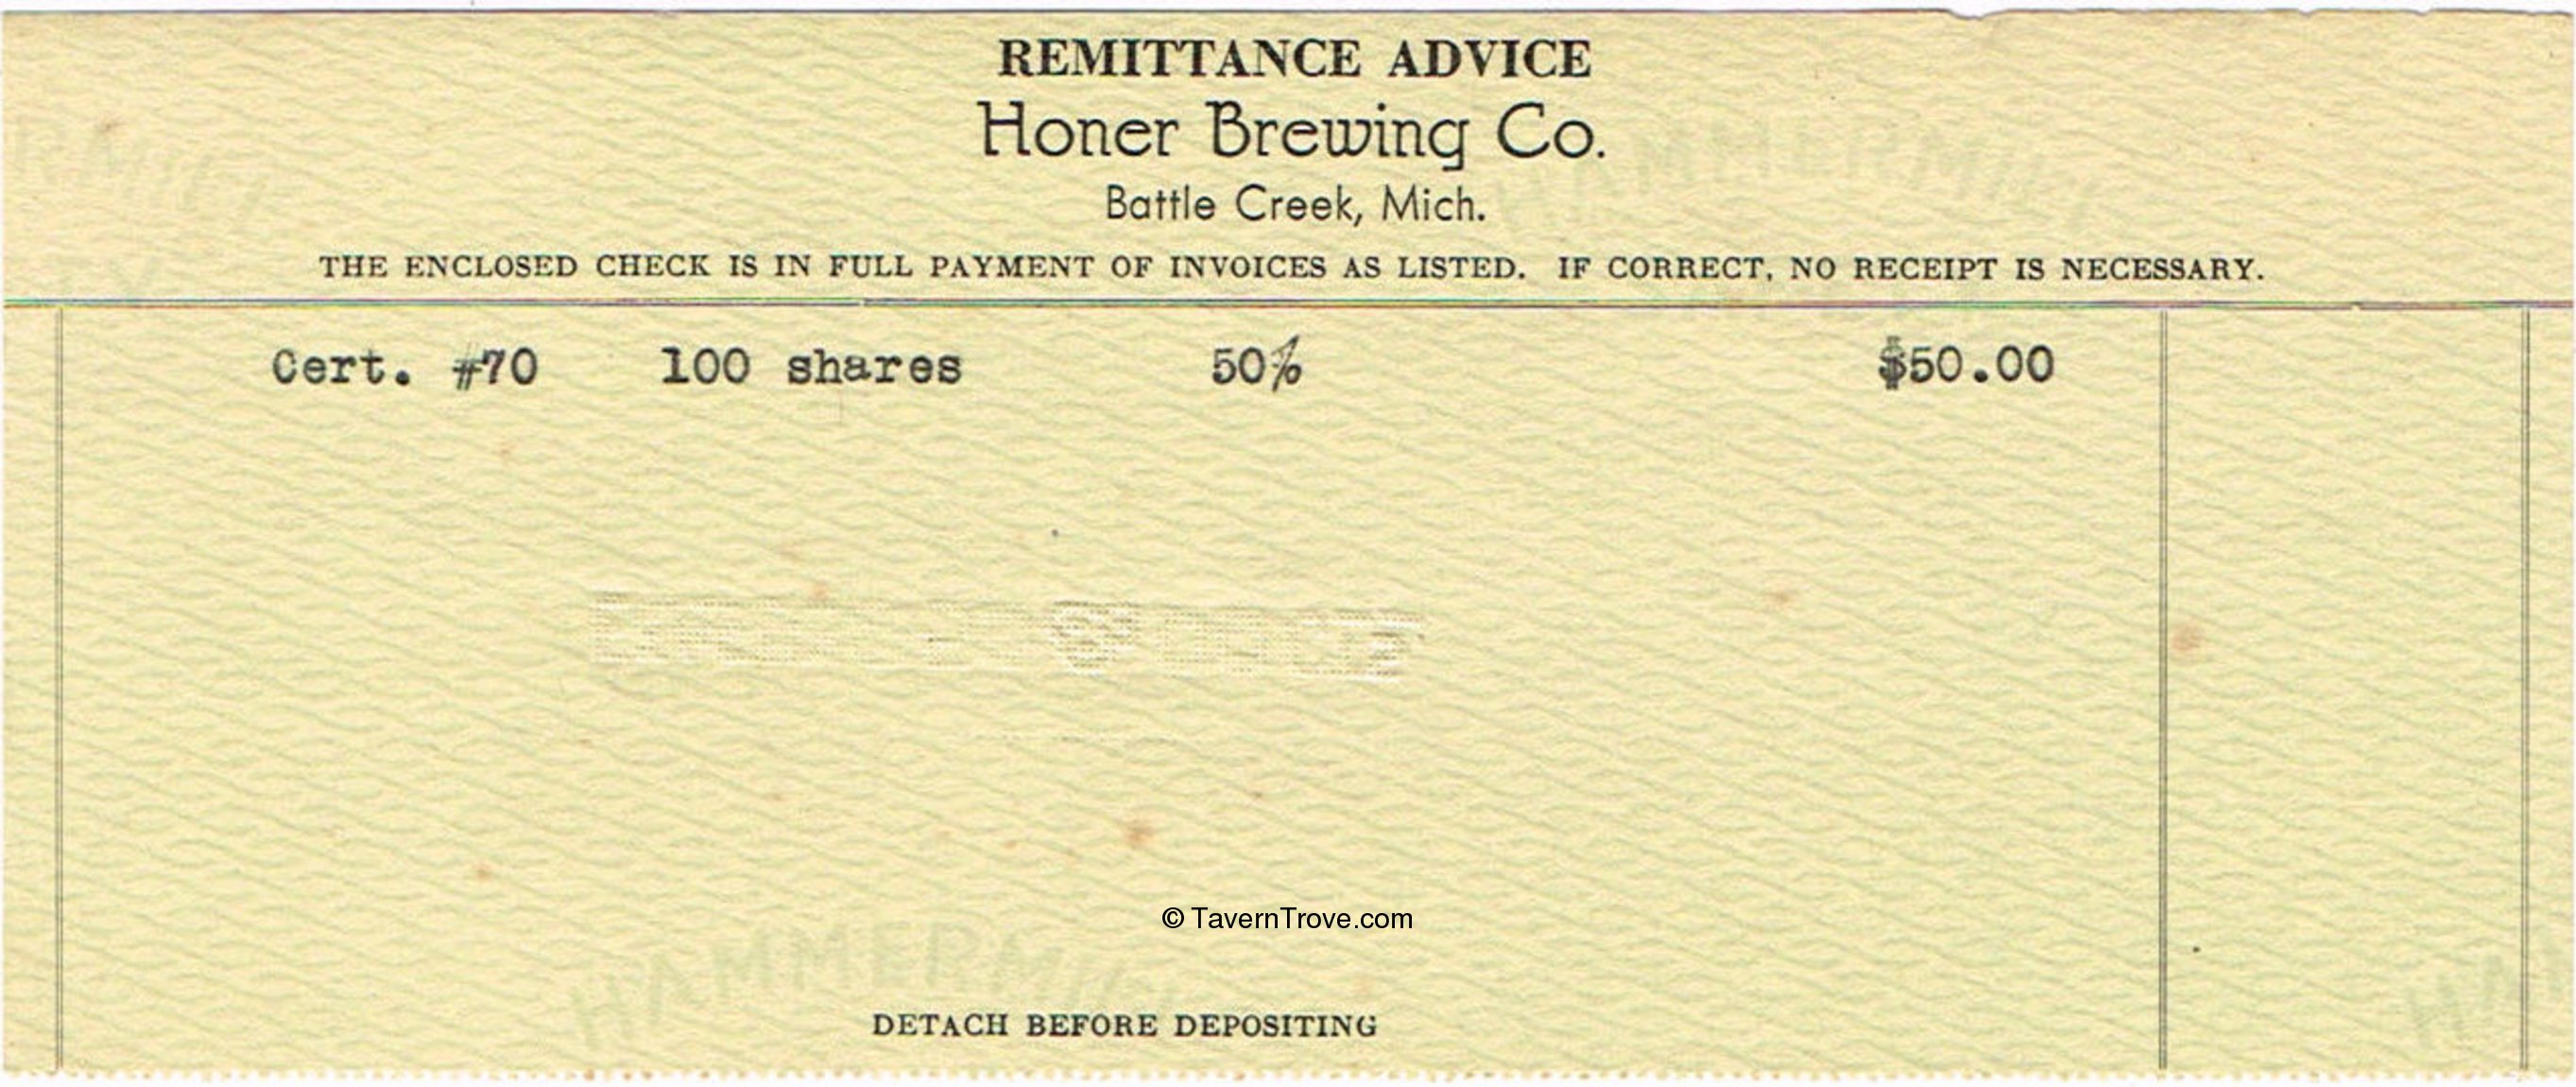 REMITTANCE ADVICE
Honer Brewing Co.
Battle Creek, Mich.
THE ENCLOSED CHECK IS IN FULL PAYMENT OF INVOICES AS LISTED. IF CORRECT, NO RECEIPT IS NECESSARY.
Cert. #70 100 shares 50% $50.00
© TavernTrove.com
HAMMERMILL
DETACH BEFORE DEPOSITING